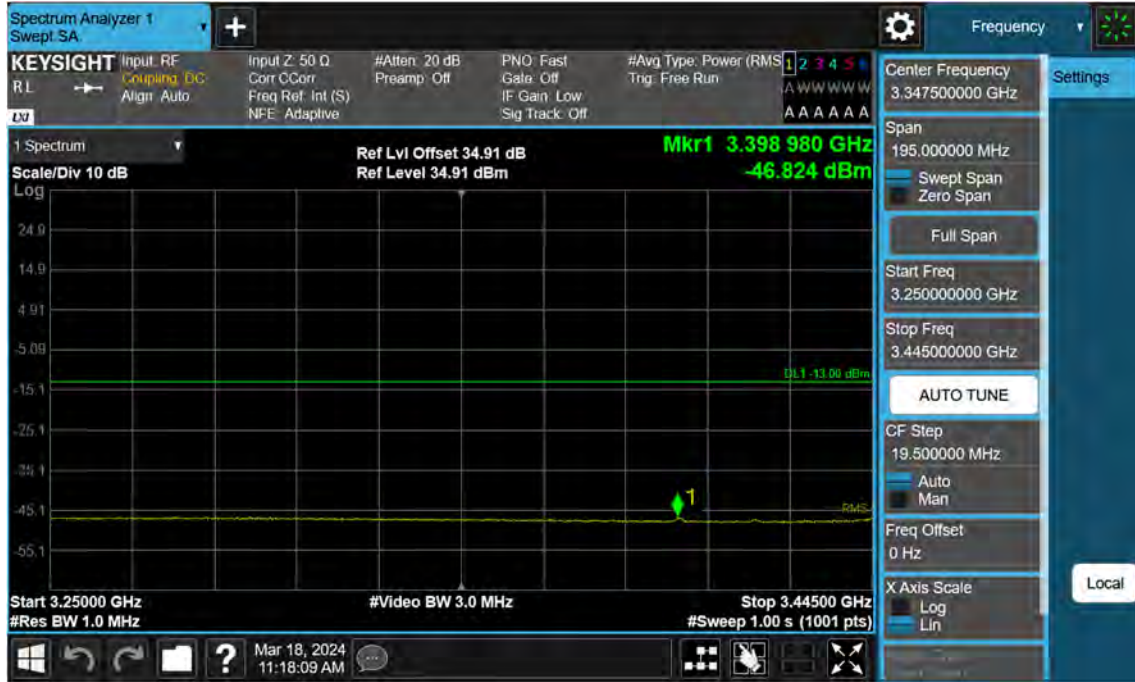 Spectrum Analyzer 1
Swept SA
Frequency
KEYSIGHT
RL
LXI
Input: RF
Coupling: DC
Align: Auto
Input Z: 50 Ω
Corr CCorr
Freq Ref: Int (S)
NFE: Adaptive
#Atten: 20 dB
Preamp: Off
PNO: Fast
Gate: Off
IF Gain: Low
Sig Track: Off
#Avg Type: Power (RMS
Trig: Free Run
1 2 3 4 5 6
A W W W W W
A A A A A A
1 Spectrum
Scale/Div 10 dB
Log
Ref Lvl Offset 34.91 dB
Ref Level 34.91 dBm
Mkr1 3.398 980 GHz
-46.824 dBm
24.9
14.9
4.91
-5.09
DL1 -13.00 dBm
-15.1
-25.1
-35.1
1
-45.1
RMS
-55.1
Start 3.25000 GHz
#Res BW 1.0 MHz
#Video BW 3.0 MHz
Stop 3.44500 GHz
#Sweep 1.00 s (1001 pts)
?
Mar 18, 2024
11:18:09 AM
Center Frequency
3.347500000 GHz
Span
195.000000 MHz
Swept Span
Zero Span
Full Span
Start Freq
3.250000000 GHz
Stop Freq
3.445000000 GHz
AUTO TUNE
CF Step
19.500000 MHz
Auto
Man
Freq Offset
0 Hz
X Axis Scale
Log
Lin
Settings
Local